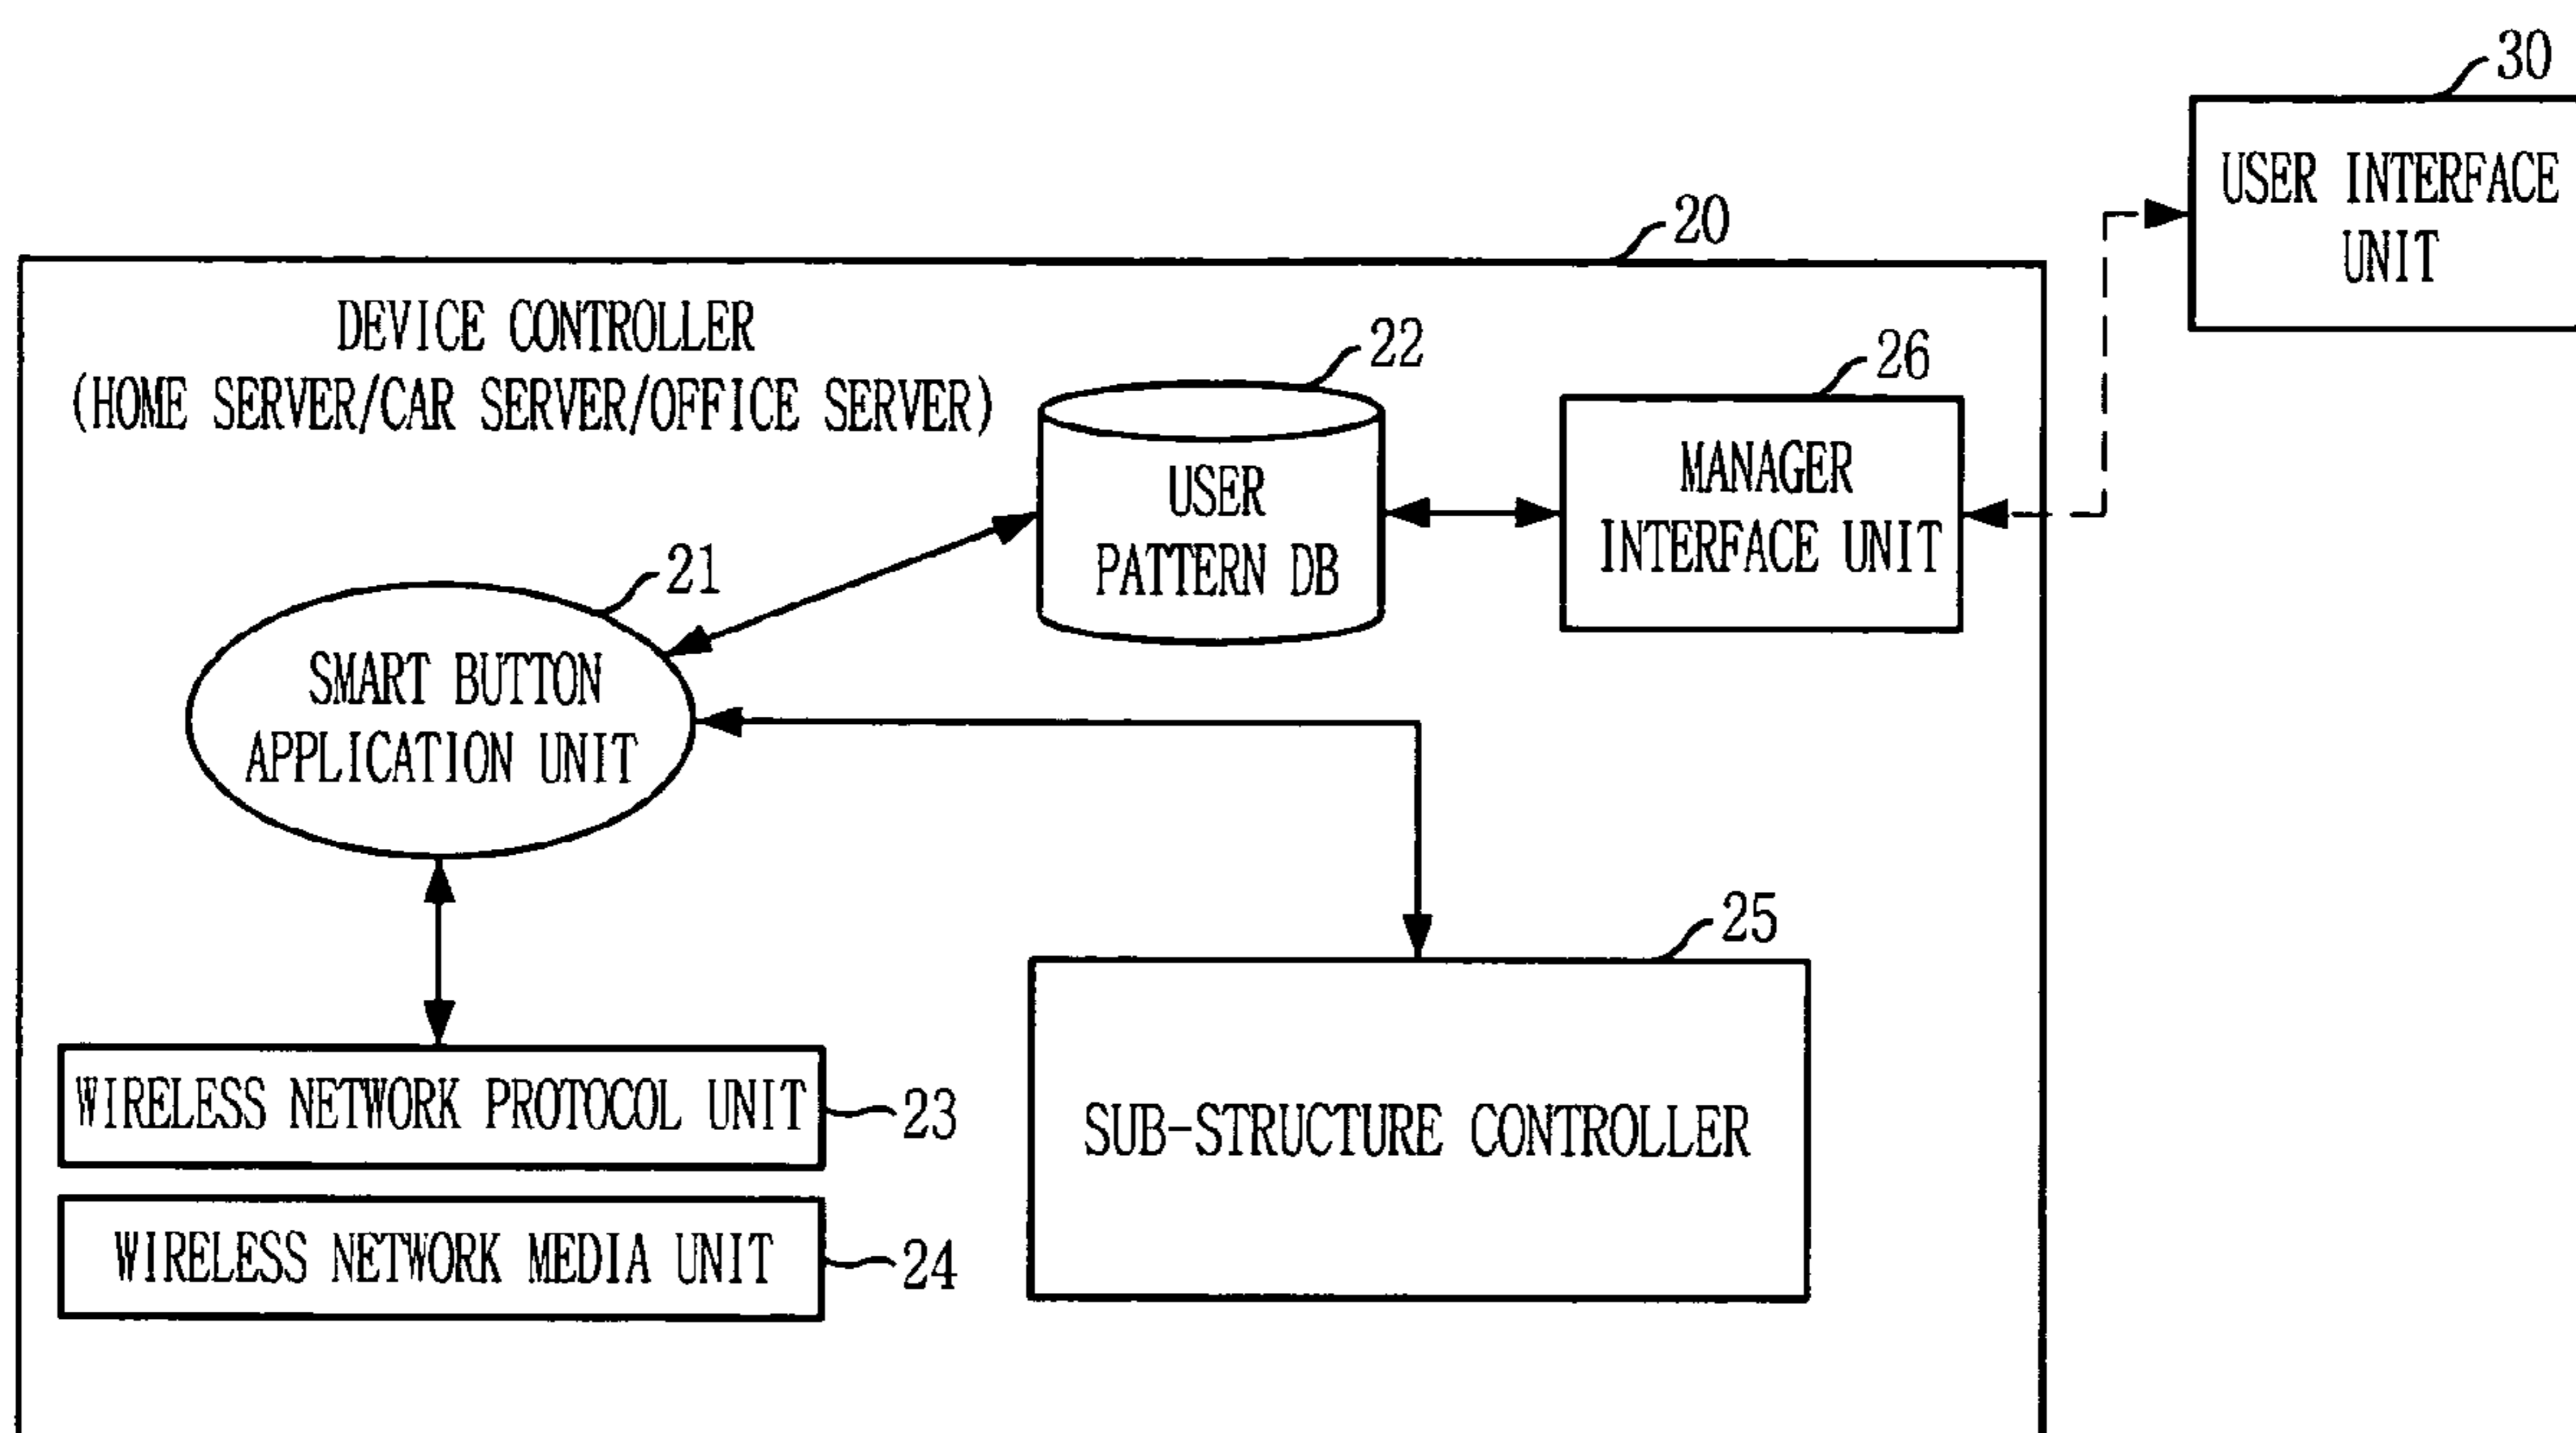 30
USER INTERFACE
UNIT
20
DEVICE CONTROLLER
(HOME SERVER/CAR SERVER/OFFICE SERVER)
22
26
USER
PATTERN DB
MANAGER
INTERFACE UNIT
21
SMART BUTTON
APPLICATION UNIT
25
WIRELESS NETWORK PROTOCOL UNIT
23
SUB-STRUCTURE CONTROLLER
WIRELESS NETWORK MEDIA UNIT
24